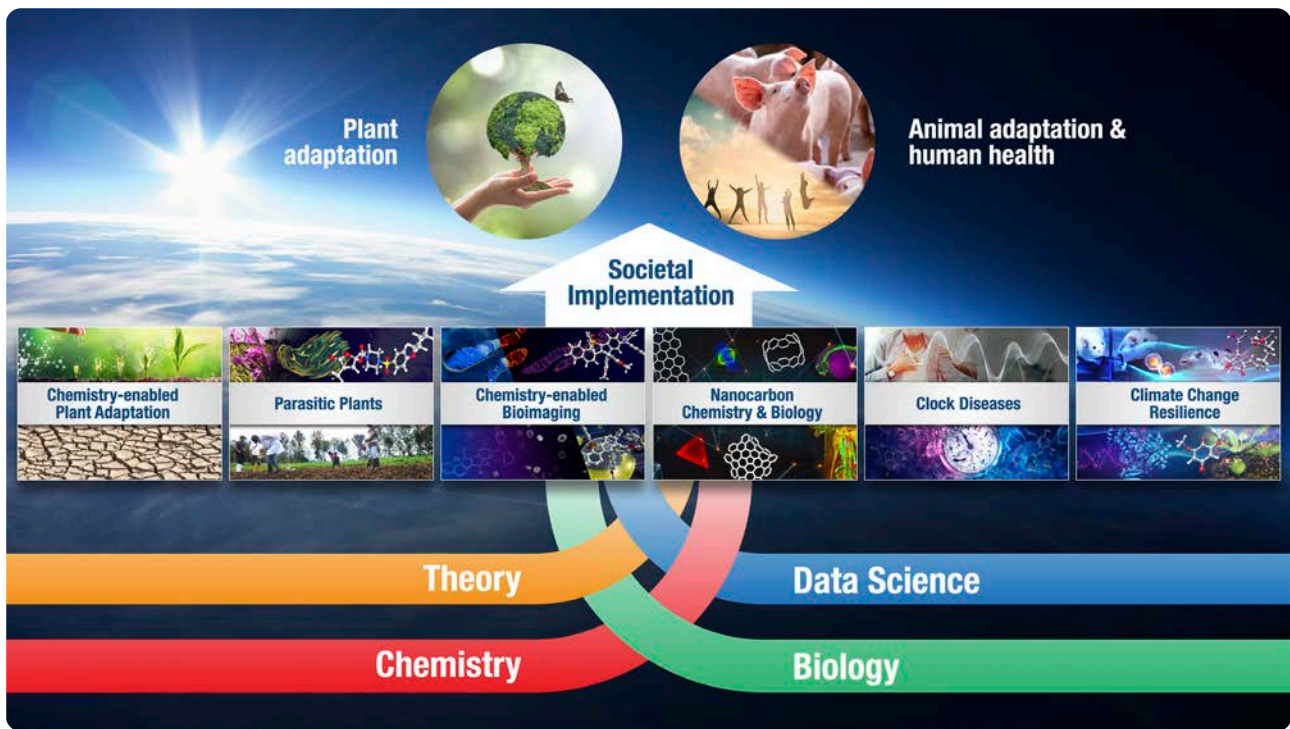 Plant
adaptation
Animal adaptation &
human health
Societal
Implementation
Chemistry-enabled
Plant Adaptation
Parasitic Plants
Chemistry-enabled
Bioimaging
Nanocarbon
Chemistry & Biology
Clock Diseases
Climate Change
Resilience
Theory
Data Science
Chemistry
Biology